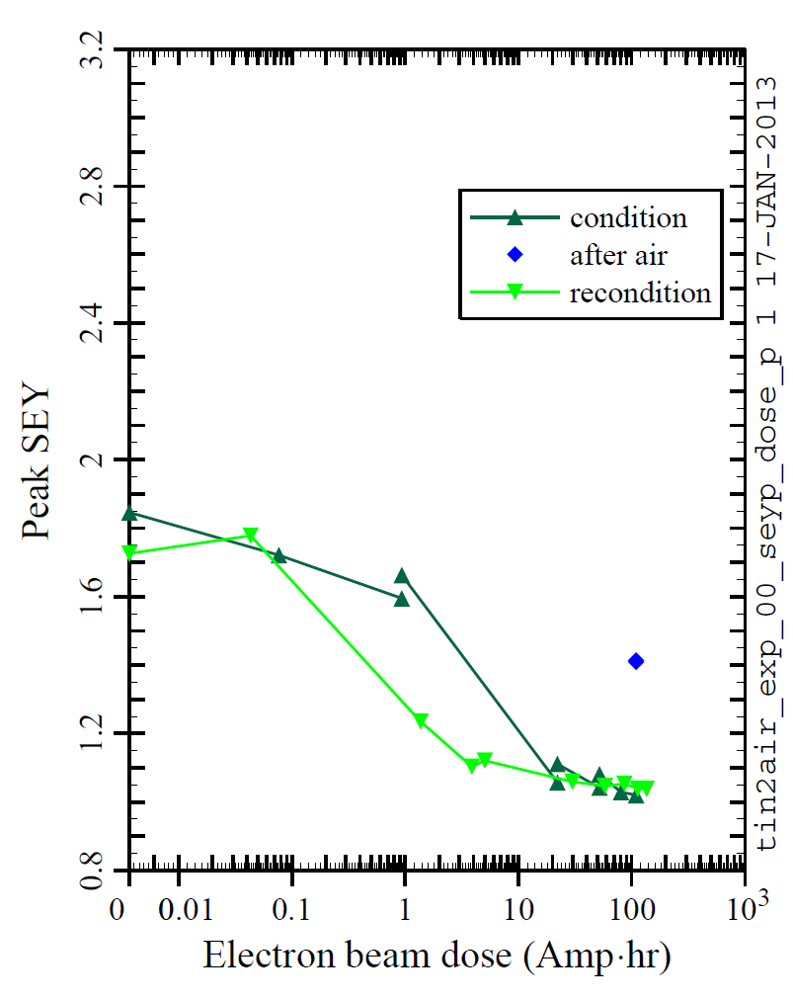 3.2
2.8
2.4
2
1.6
1.2
0.8
Peak SEY
condition
after air
recondition
0 0.01 0.1 1 10 100 10³
Electron beam dose (Amp·hr)
tin2air_exp_00_seyp_dose_p 1 17-JAN-2013